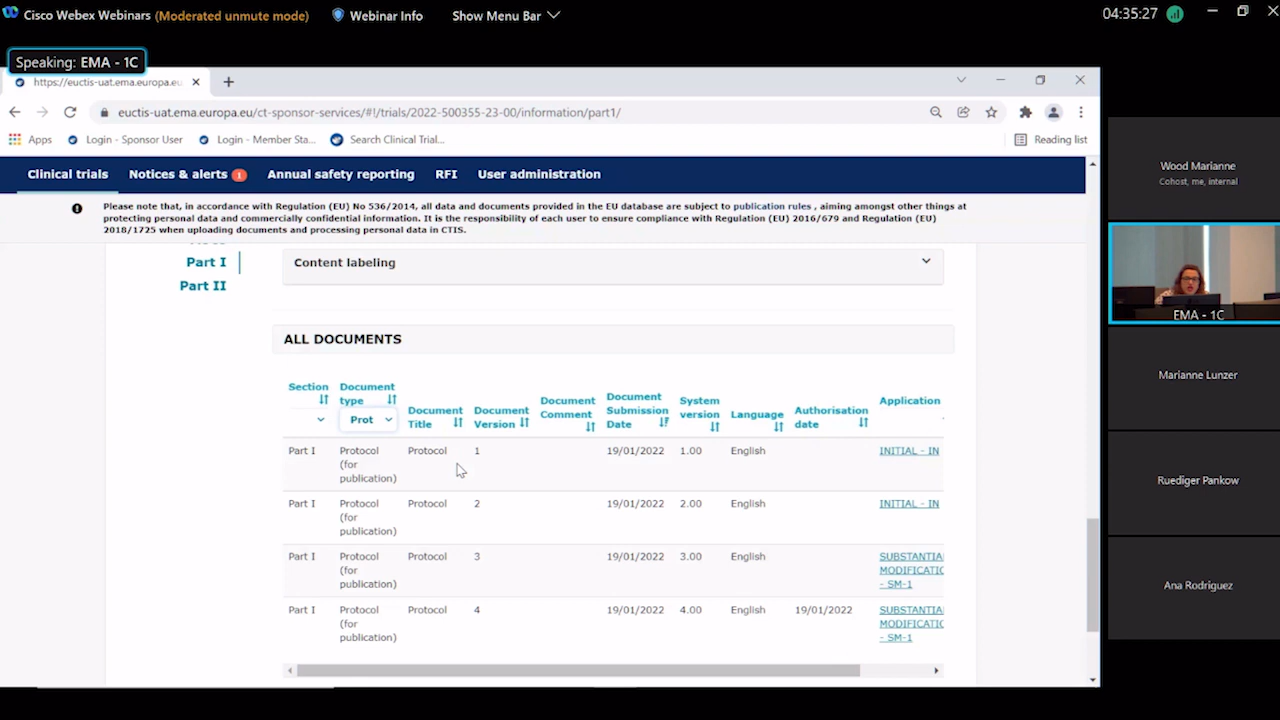 Cisco Webex Webinars (Moderated unmute mode) Webinar Info Show Menu Bar 04:35:27
Speaking: EMA - 1C
https://euctis-uat.ema.europa.eu
euctis-uat.ema.europa.eu/ct-sponsor-services/#!/trials/2022-500355-23-00/information/part1/
Apps Login - Sponsor User Login - Member Sta... Search Clinical Trial... Reading list
Clinical trials Notices & alerts 1 Annual safety reporting RFI User administration
Please note that, in accordance with Regulation (EU) No 536/2014, all data and documents provided in the EU database are subject to publication rules , aiming amongst other things at
protecting personal data and commercially confidential information. It is the responsibility of each user to ensure compliance with Regulation (EU) 2016/679 and Regulation (EU)
2018/1725 when uploading documents and processing personal data in CTIS.
Part I
Part II
Content labeling
ALL DOCUMENTS
Section Document type Document Title Document Version Document Comment Document Submission Date System version Language Authorisation date Application
Prot
Part I Protocol (for publication) Protocol 1 19/01/2022 1.00 English INITIAL - IN
Part I Protocol (for publication) Protocol 2 19/01/2022 2.00 English INITIAL - IN
Part I Protocol (for publication) Protocol 3 19/01/2022 3.00 English SUBSTANTIA MODIFICATIO - SM-1
Part I Protocol (for publication) Protocol 4 19/01/2022 4.00 English 19/01/2022 SUBSTANTIA MODIFICATIO - SM-1
Wood Marianne
Cohost, me, internal
EMA - 1C
Marianne Lunzer
Ruediger Pankow
Ana Rodriguez